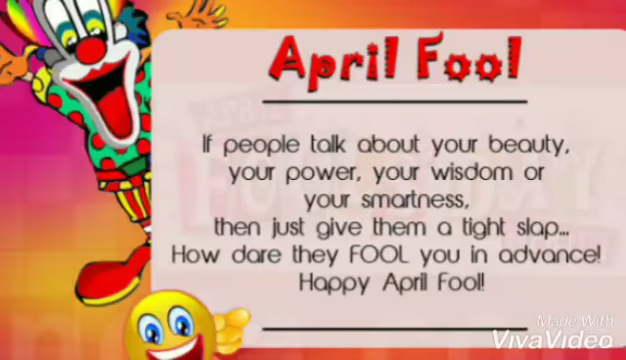 April Fool
If people talk about your beauty,
your power, your wisdom or
your smartness,
then just give them a tight slap...
How dare they FOOL you in advance!
Happy April Fool!
Made With
VivaVideo